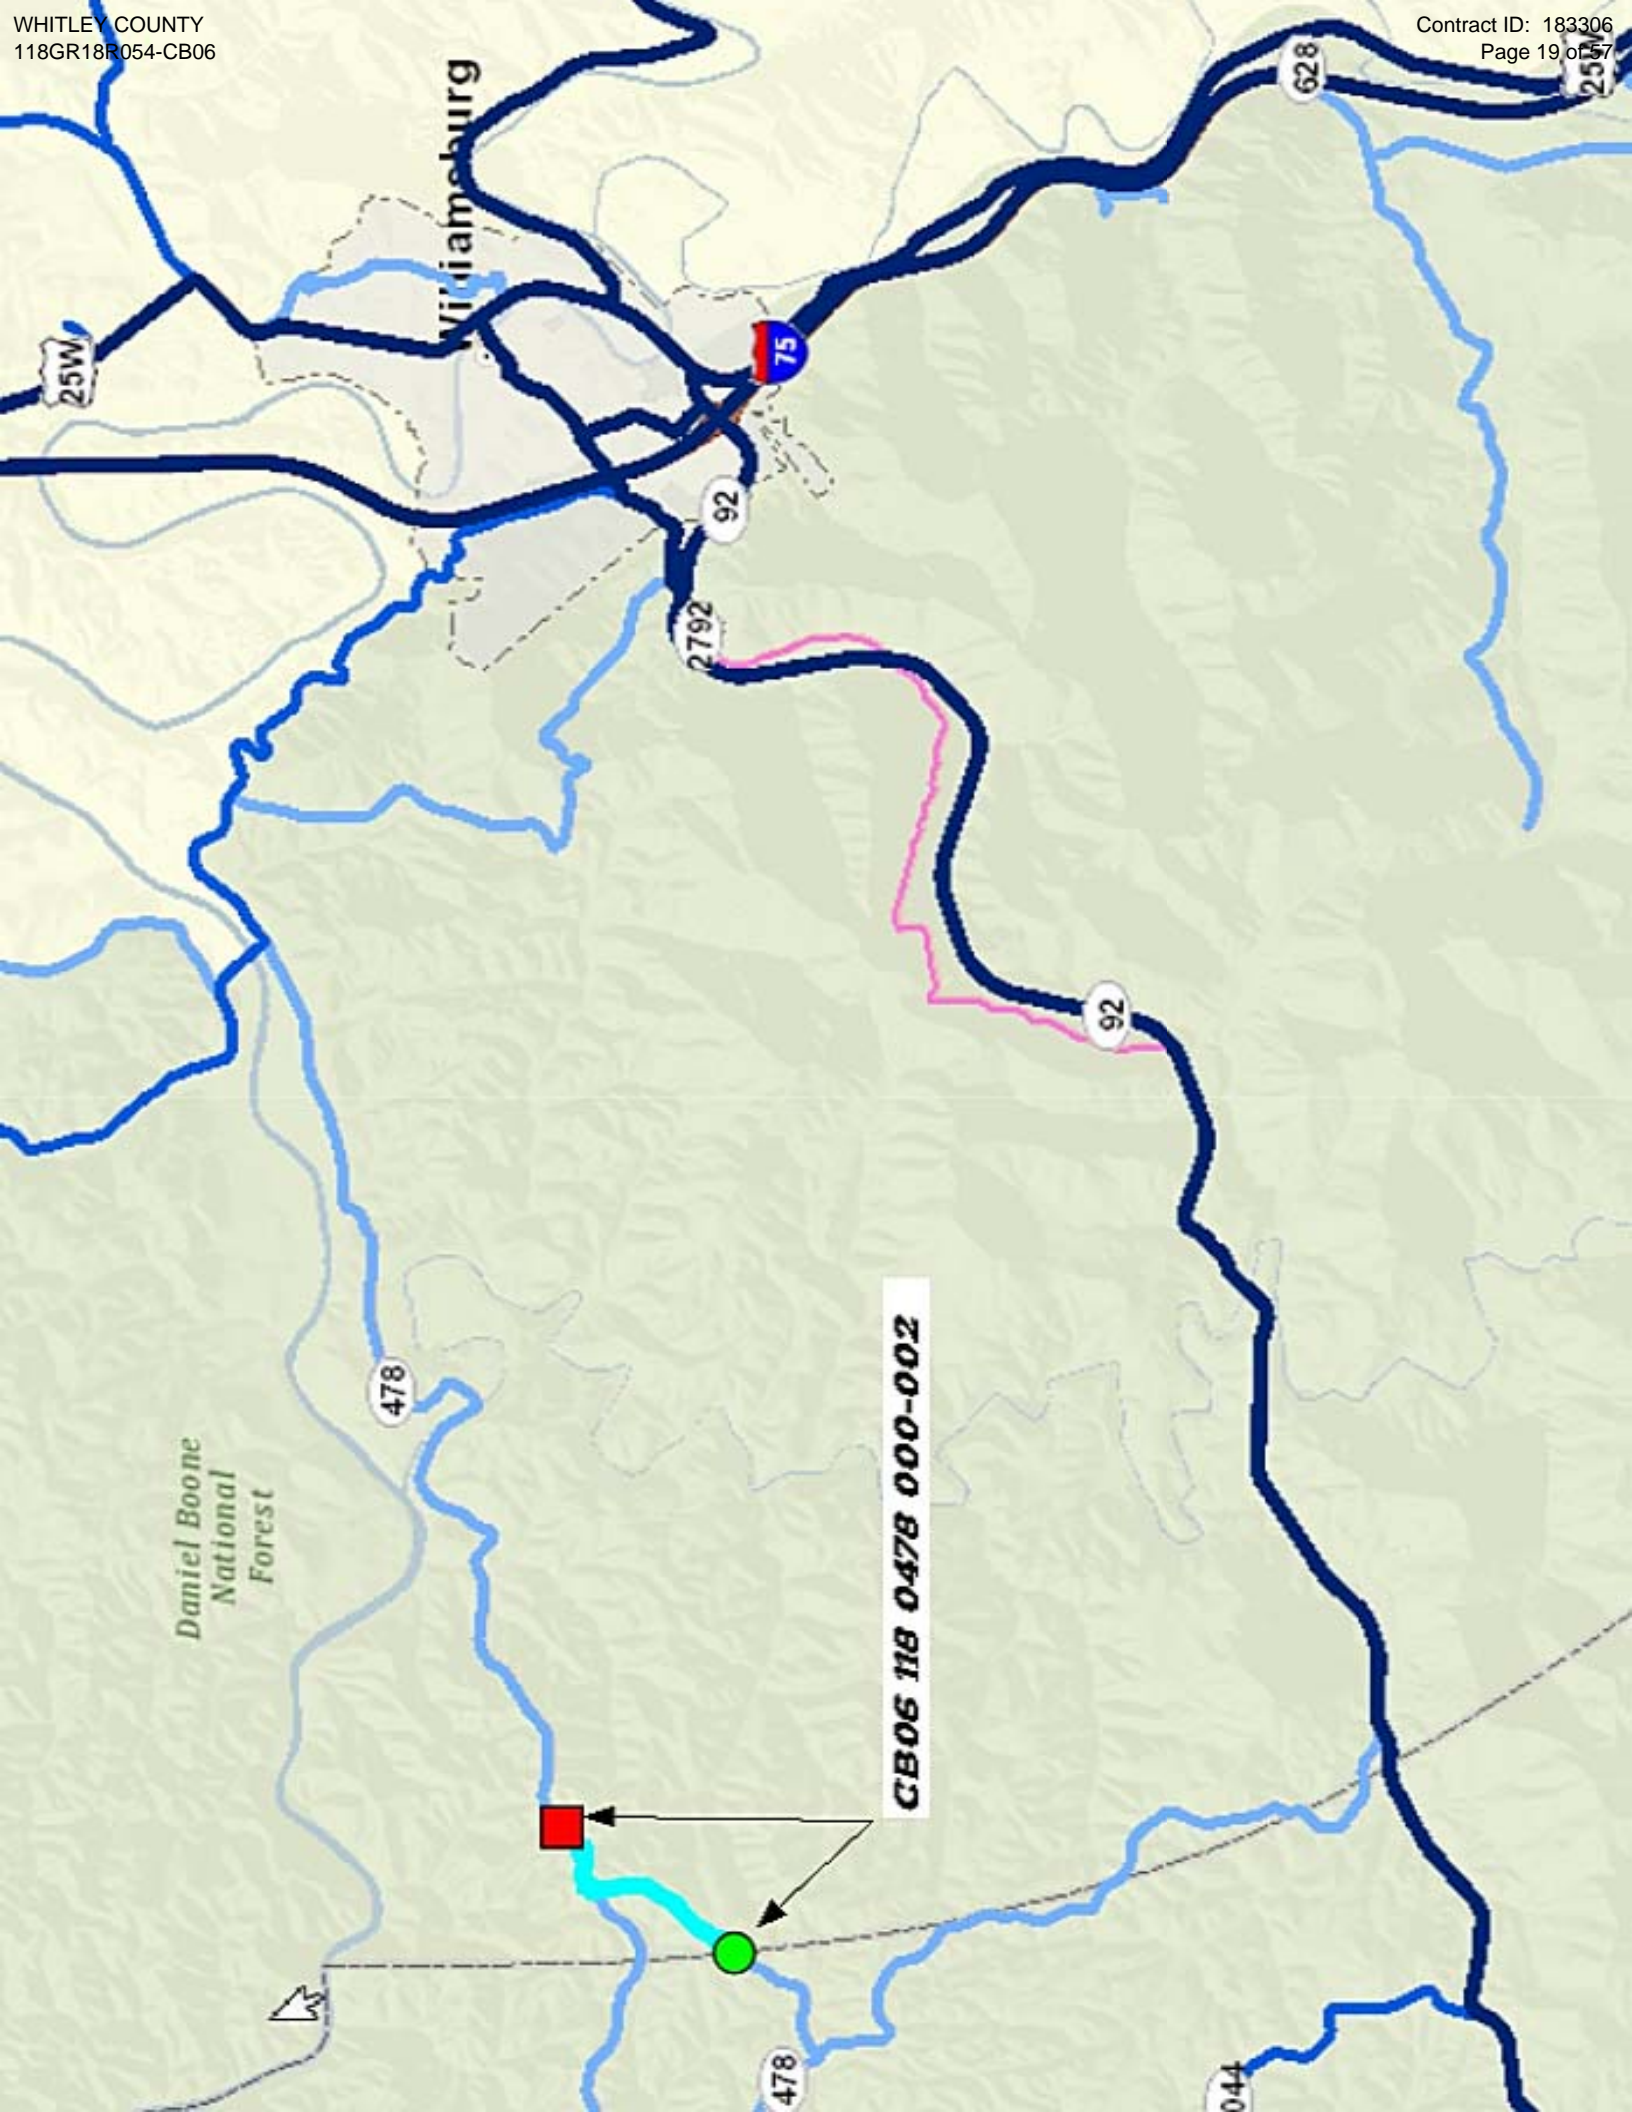 WHITLEY COUNTY
118GR18R054-CB06
Contract ID: 183306
Page 19 of 57
628
25W
Williamsburg
25W
75
92
2792
92
478
Daniel Boone
National
Forest
CB06 118 0478 000-002
478